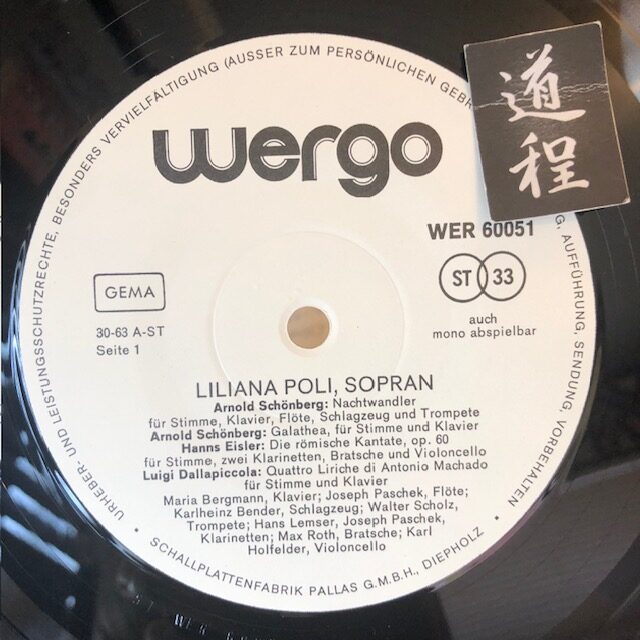 URHEBER- UND LEISTUNGSSCHUTZRECHTE, BESONDERS VERVIELFÄLTIGUNG (AUSSER ZUM PERSÖNLICHEN GEBR
G, AUFFÜHRUNG, SENDUNG, VORBEHALTEN
wergo
道程
WER 60051
GEMA
ST 33
30-63 A-ST
Seite 1
auch
mono abspielbar
LILIANA POLI, SOPRAN
Arnold Schönberg: Nachtwandler
für Stimme, Klavier, Flöte, Schlagzeug und Trompete
Arnold Schönberg: Galathea, für Stimme und Klavier
Hanns Eisler: Die römische Kantate, op. 60
für Stimme, zwei Klarinetten, Bratsche und Violoncello
Luigi Dallapiccola: Quattro Liriche di Antonio Machado
für Stimme und Klavier
Maria Bergmann, Klavier; Joseph Paschek, Flöte;
Karlheinz Bender, Schlagzeug; Walter Scholz,
Trompete; Hans Lemser, Joseph Paschek,
Klarinetten; Max Roth, Bratsche; Karl
Holfelder, Violoncello
• SCHALLPLATTENFABRIK PALLAS G.M.B.H., DIEPHOLZ •